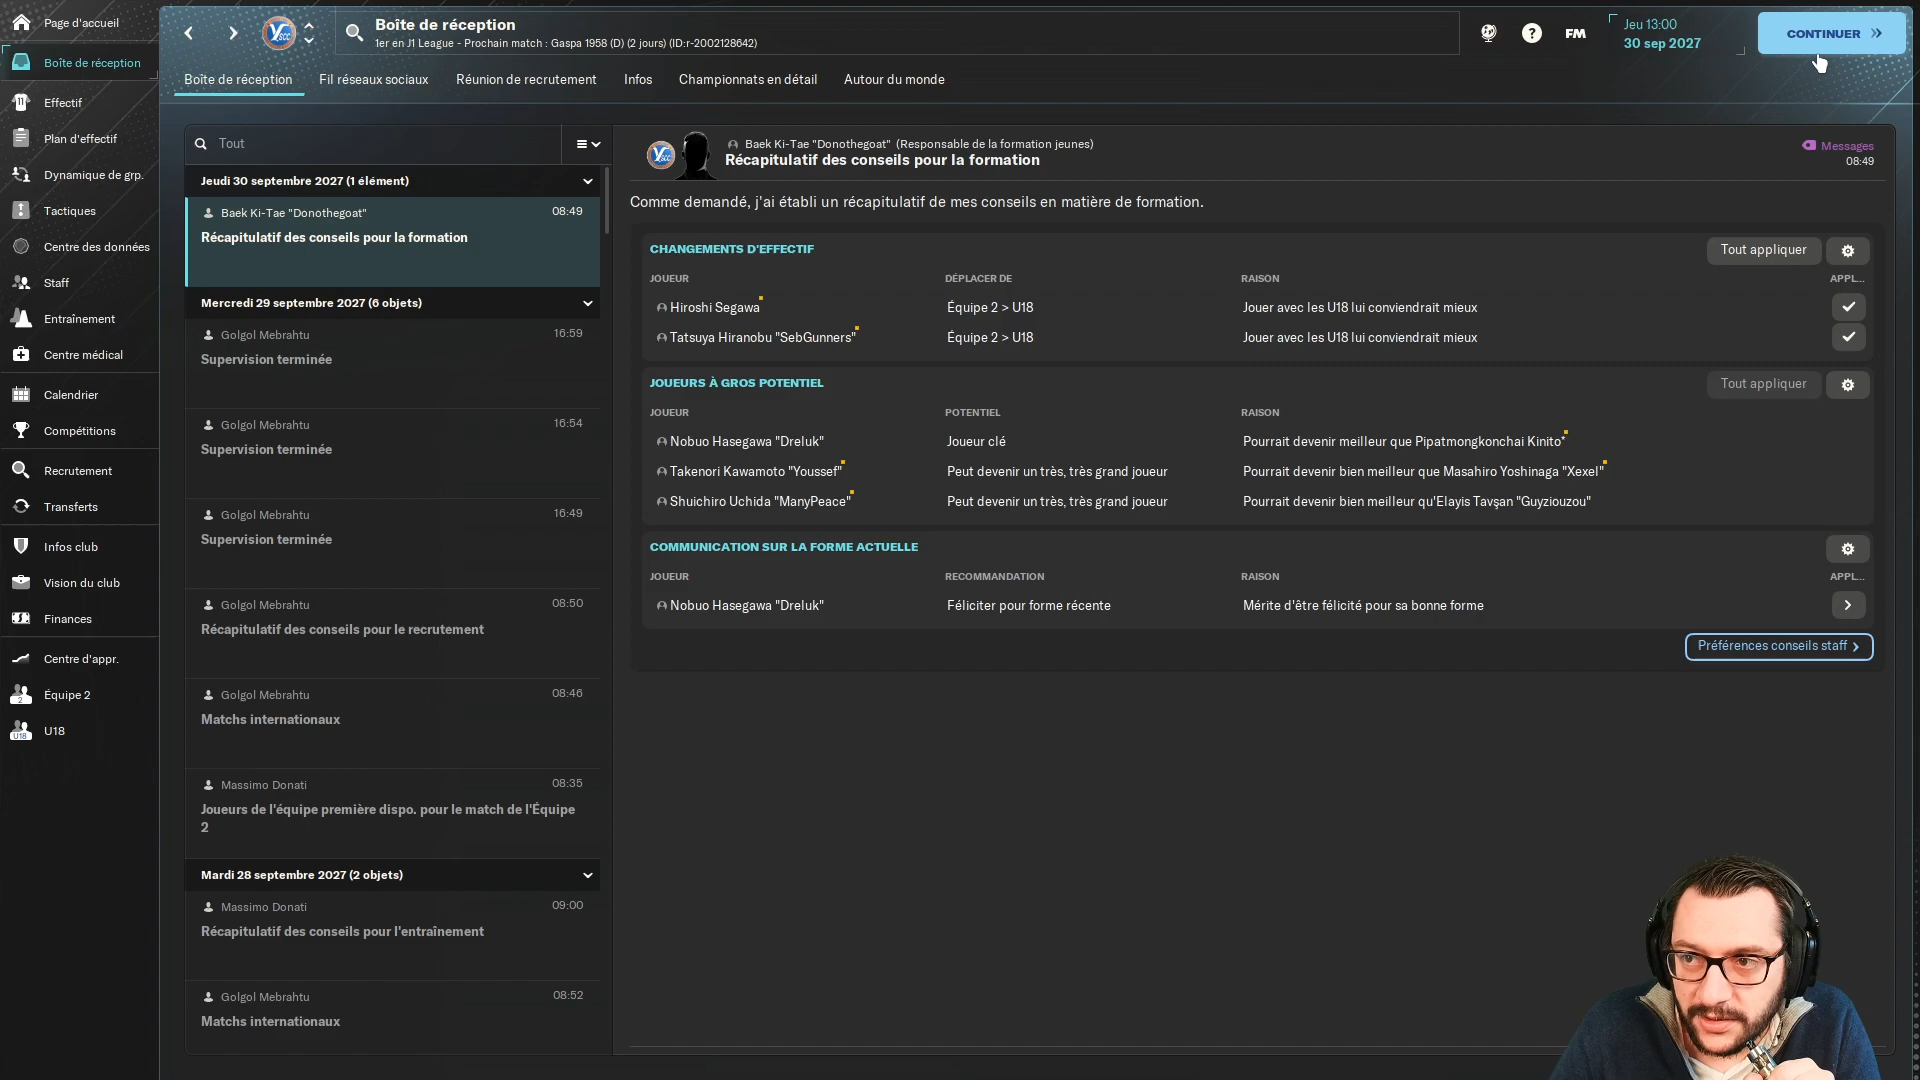 Page d'accueil
Boîte de réception
Effectif
Plan d'effectif
Dynamique de grp.
Tactiques
Centre des données
Staff
Entraînement
Centre médical
Calendrier
Compétitions
Recrutement
Transferts
Infos club
Vision du club
Finances
Centre d'appr.
Équipe 2
U18
Boîte de réception
1er en J1 League - Prochain match : Gaspa 1958 (D) (2 jours) (ID:r-2002128642)
FM
Jeu 13:00
30 sep 2027
CONTINUER
Boîte de réception Fil réseaux sociaux Réunion de recrutement Infos Championnats en détail Autour du monde
Tout
Jeudi 30 septembre 2027 (1 élément)
Baek Ki-Tae "Donothegoat" 08:49
Récapitulatif des conseils pour la formation
Mercredi 29 septembre 2027 (6 objets)
Golgol Mebrahtu 16:59
Supervision terminée
Golgol Mebrahtu 16:54
Supervision terminée
Golgol Mebrahtu 16:49
Supervision terminée
Golgol Mebrahtu 08:50
Récapitulatif des conseils pour le recrutement
Golgol Mebrahtu 08:46
Matchs internationaux
Massimo Donati 08:35
Joueurs de l'équipe première dispo. pour le match de l'Équipe
2
Mardi 28 septembre 2027 (2 objets)
Massimo Donati 09:00
Récapitulatif des conseils pour l'entraînement
Golgol Mebrahtu 08:52
Matchs internationaux
Baek Ki-Tae "Donothegoat" (Responsable de la formation jeunes)
Récapitulatif des conseils pour la formation
Messages
08:49
Comme demandé, j'ai établi un récapitulatif de mes conseils en matière de formation.
CHANGEMENTS D'EFFECTIF Tout appliquer
JOUEUR DÉPLACER DE RAISON APPL...
Hiroshi Segawa Équipe 2 > U18 Jouer avec les U18 lui conviendrait mieux
Tatsuya Hiranobu "SebGunners" Équipe 2 > U18 Jouer avec les U18 lui conviendrait mieux
JOUEURS À GROS POTENTIEL Tout appliquer
JOUEUR POTENTIEL RAISON
Nobuo Hasegawa "Dreluk" Joueur clé Pourrait devenir meilleur que Pipatmongkonchai Kinito*
Takenori Kawamoto "Youssef" Peut devenir un très, très grand joueur Pourrait devenir bien meilleur que Masahiro Yoshinaga "Xexel"
Shuichiro Uchida "ManyPeace" Peut devenir un très, très grand joueur Pourrait devenir bien meilleur qu'Elayis Tavşan "Guyziouzou"
COMMUNICATION SUR LA FORME ACTUELLE
JOUEUR RECOMMANDATION RAISON APPL...
Nobuo Hasegawa "Dreluk" Féliciter pour forme récente Mérite d'être félicité pour sa bonne forme
Préférences conseils staff